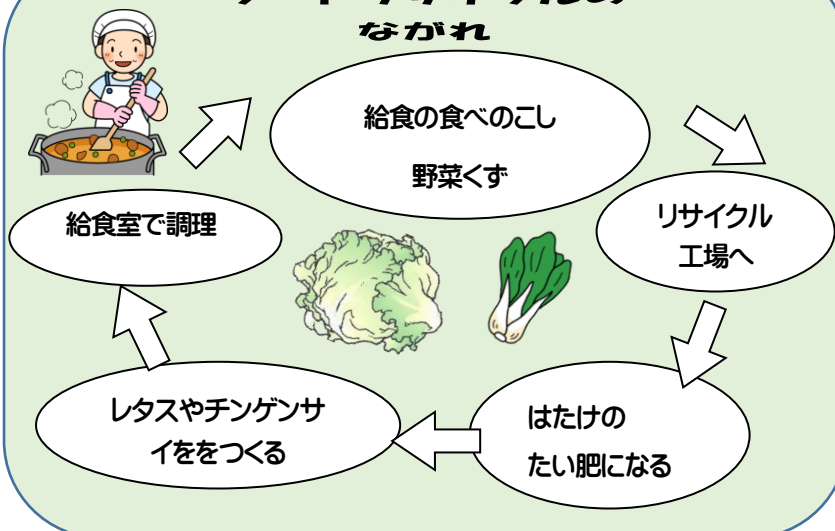 ながれ
給食の食べのこし
野菜くず
リサイクル
工場へ
はたけの
たい肥になる
レタスやチンゲンサ
イををつくる
給食室で調理